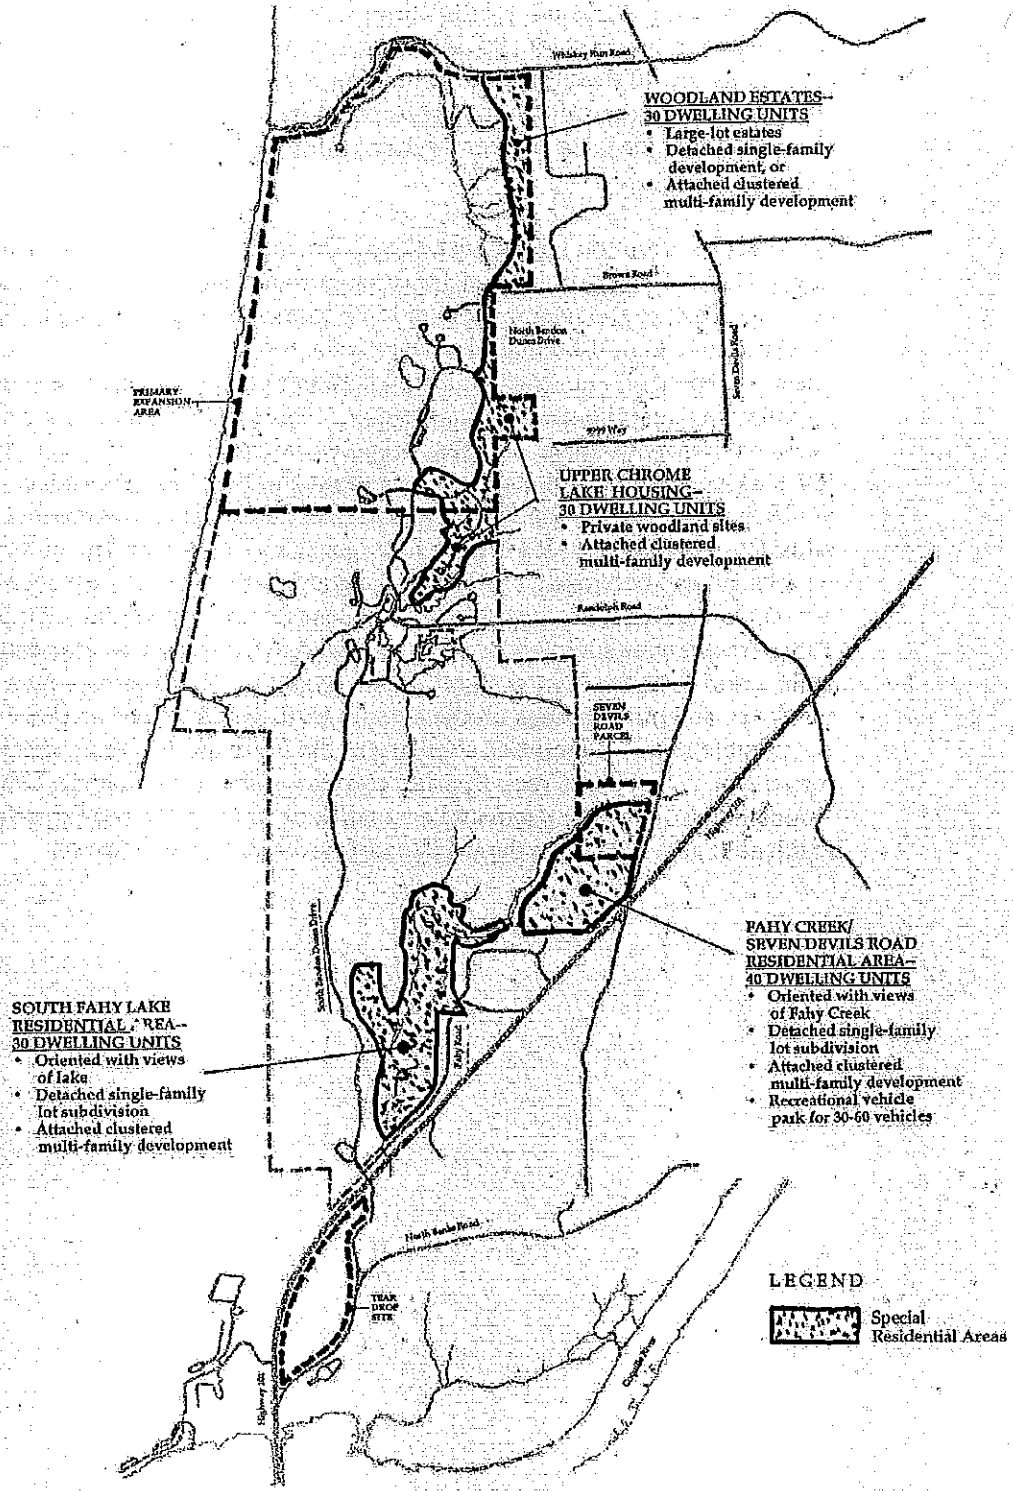 Whiskey Run Road
WOODLAND ESTATES--
30 DWELLING UNITS
• Large-lot estates
• Detached single-family
development, or
• Attached clustered
multi-family development
Brown Road
North Bandon
Dunes Drive
Seven Devils Road
PRIMARY
EXPANSION
AREA
Way
UPPER CHROME
LAKE HOUSING--
30 DWELLING UNITS
• Private woodland sites
• Attached clustered
multi-family development
Randolph Road
SEVEN
DEVILS
ROAD
PARCEL
Highway 101
South Bandon Dunes Drive
Fahy Road
FAHY CREEK/
SEVEN DEVILS ROAD
RESIDENTIAL AREA--
40 DWELLING UNITS
• Oriented with views
of Fahy Creek
• Detached single-family
lot subdivision
• Attached clustered
multi-family development
• Recreational vehicle
park for 30-60 vehicles
SOUTH FAHY LAKE
RESIDENTIAL REA--
30 DWELLING UNITS
• Oriented with views
of lake
• Detached single-family
lot subdivision
• Attached clustered
multi-family development
North Banks Road
TEAR
DROP
SITE
LEGEND
Special
Residential Areas
Coquille River
Highway 101